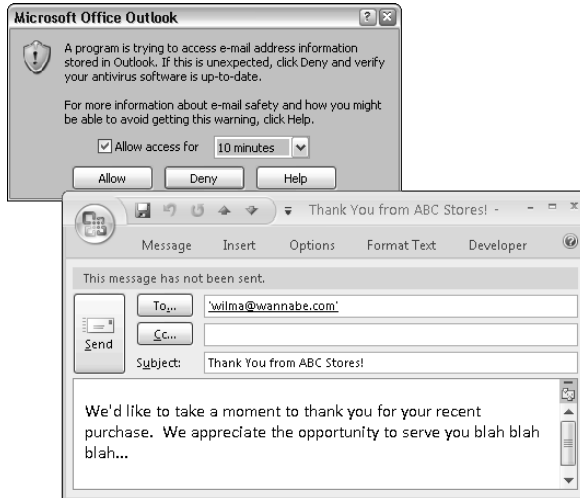 Microsoft Office Outlook
A program is trying to access e-mail address information
stored in Outlook. If this is unexpected, click Deny and verify
your antivirus software is up-to-date.
For more information about e-mail safety and how you might
be able to avoid getting this warning, click Help.
Allow access for 10 minutes
Allow Deny Help
Thank You from ABC Stores! -
Message Insert Options Format Text Developer
This message has not been sent.
To... 'wilma@wannabe.com'
Cc...
Send
Subject: Thank You from ABC Stores!
We'd like to take a moment to thank you for your recent
purchase. We appreciate the opportunity to serve you blah blah
blah...